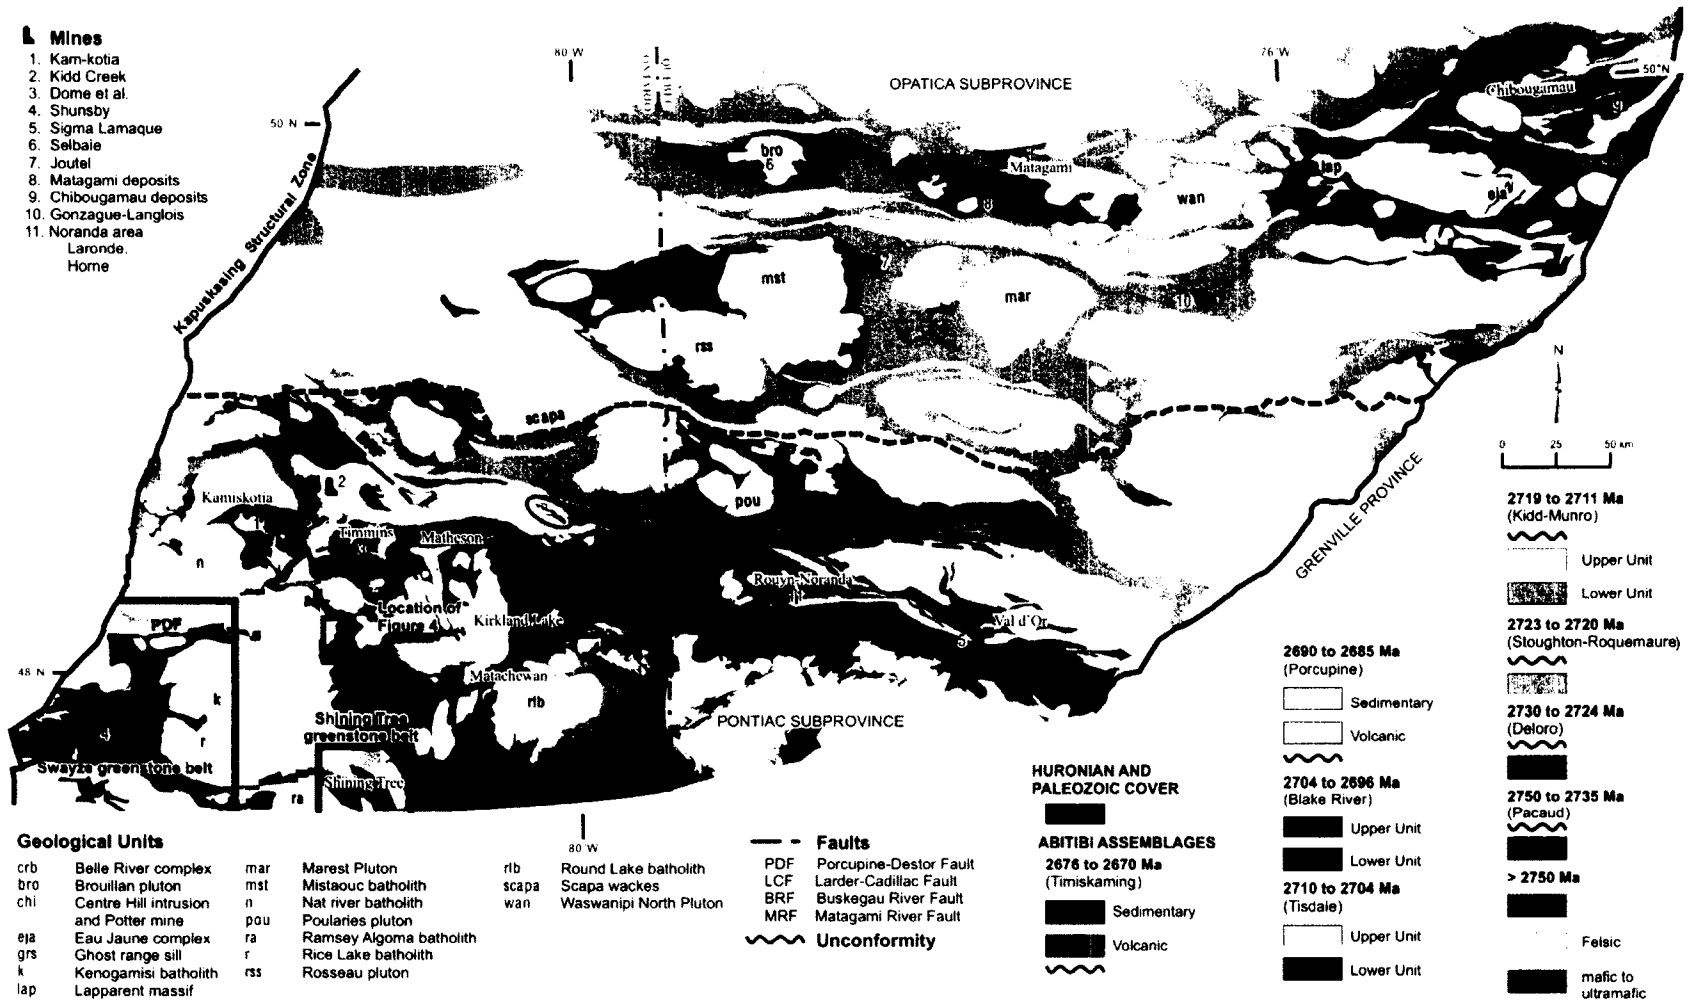 Mines
1. Kam-kotia
2. Kidd Creek
3. Dome et al.
4. Shunsby
5. Sigma Lamaque
6. Selbaie
7. Joutel
8. Matagami deposits
9. Chibougamau deposits
10. Gonzague-Langlois
11. Noranda area
Laronde,
Horne
80 W
76 W
50 N
50°N
48 N
OPATICA SUBPROVINCE
Kapuskasing Structural Zone
Chibougamau
9
bro
6
Matagami
8
wan
lap
eja
mst
7
mar
10
rss
scapa
Kamiskotia
2
1
n
Timmins
3
Matheson
pou
Rouyn-Noranda
11
Location of
Figure 4
Kirkland Lake
Val d'Or
5
PDF
k
4
r
Swayze greenstone belt
Matachewan
rlb
Shining Tree
greenstone belt
Shining Tree
ra
PONTIAC SUBPROVINCE
GRENVILLE PROVINCE
N
0 25 50 km
80 W
Geological Units
crb Belle River complex
bro Brouillan pluton
chi Centre Hill intrusion
and Potter mine
eja Eau Jaune complex
grs Ghost range sill
k Kenogamisi batholith
lap Lapparent massif
mar Marest Pluton
mst Mistaouc batholith
n Nat river batholith
pou Poularies pluton
ra Ramsey Algoma batholith
r Rice Lake batholith
rss Rosseau pluton
rlb Round Lake batholith
scapa Scapa wackes
wan Waswanipi North Pluton
Faults
PDF Porcupine-Destor Fault
LCF Larder-Cadillac Fault
BRF Buskegau River Fault
MRF Matagami River Fault
Unconformity
HURONIAN AND
PALEOZOIC COVER
ABITIBI ASSEMBLAGES
2676 to 2670 Ma
(Timiskaming)
Sedimentary
Volcanic
2690 to 2685 Ma
(Porcupine)
Sedimentary
Volcanic
2704 to 2696 Ma
(Blake River)
Upper Unit
Lower Unit
2710 to 2704 Ma
(Tisdale)
Upper Unit
Lower Unit
2719 to 2711 Ma
(Kidd-Munro)
Upper Unit
Lower Unit
2723 to 2720 Ma
(Stoughton-Roquemaure)
2730 to 2724 Ma
(Deloro)
2750 to 2735 Ma
(Pacaud)
> 2750 Ma
Felsic
mafic to
ultramafic